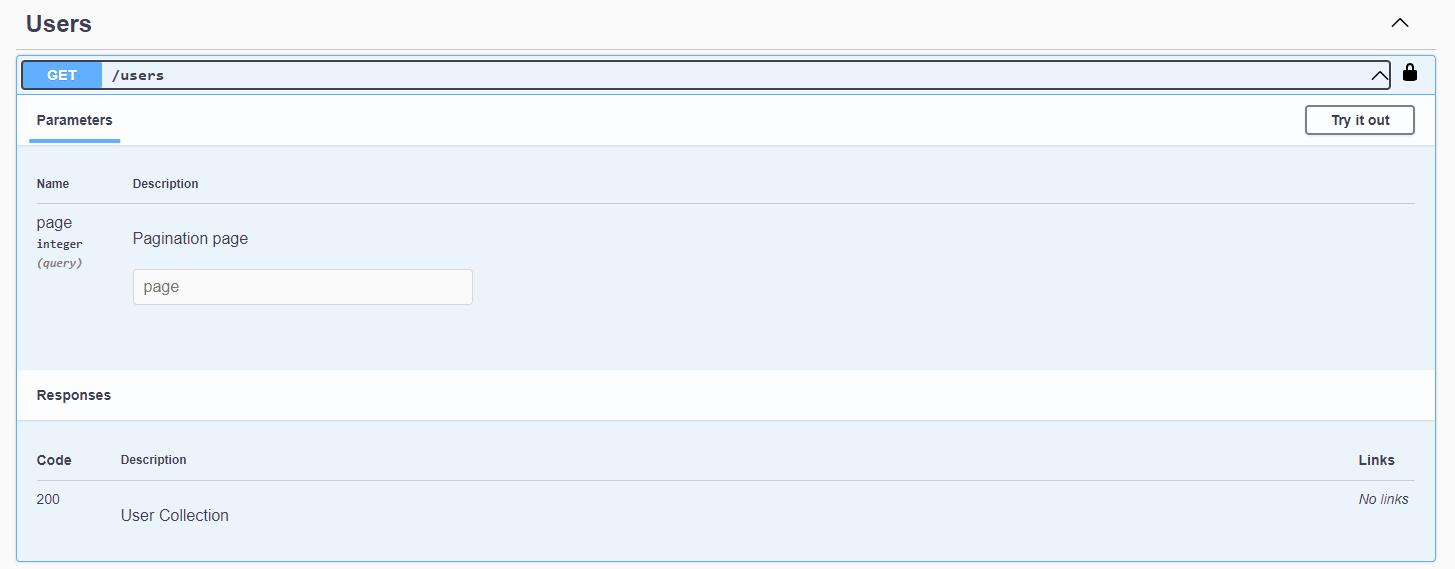 Users
GET /users
Parameters Try it out
Name Description
page
integer
(query)
Pagination page
page
Responses
Code Description Links
200 User Collection No links